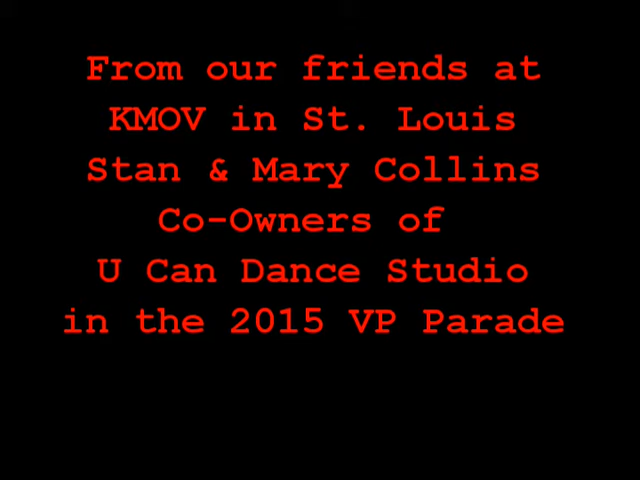 From our friends at
KMOV in St. Louis
Stan & Mary Collins
Co-Owners of
U Can Dance Studio
in the 2015 VP Parade